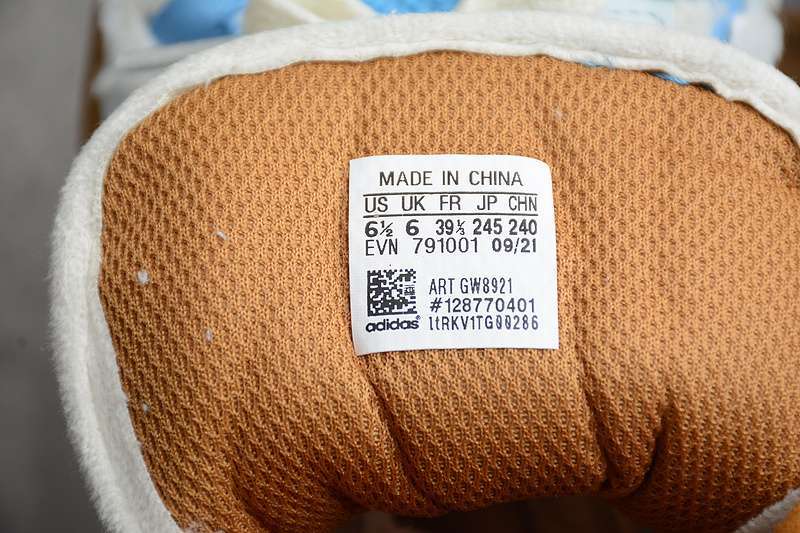 MADE IN CHINA
US UK FR JP CHN
6½ 6 39⅓ 245 240
EVN 791001 09/21
ART GW8921
#128770401
adidas® ltRKV1TG00286